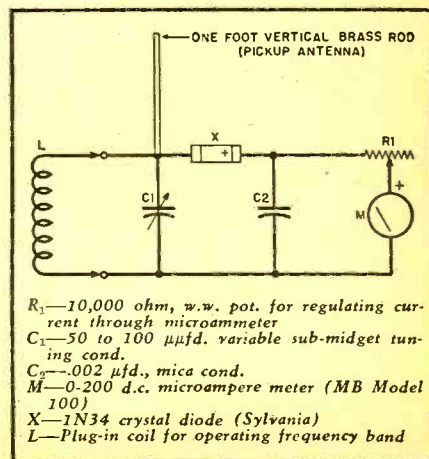 ONE FOOT VERTICAL BRASS ROD
(PICKUP ANTENNA)
L
X
+
R1
C1
C2
+
M
R₁—10,000 ohm, w.w. pot. for regulating cur-
rent through microammeter
C₁—50 to 100 μμfd. variable sub-midget tun-
ing cond.
C₂—.002 μfd., mica cond.
M—0-200 d.c. microampere meter (MB Model
100)
X—1N34 crystal diode (Sylvania)
L—Plug-in coil for operating frequency band